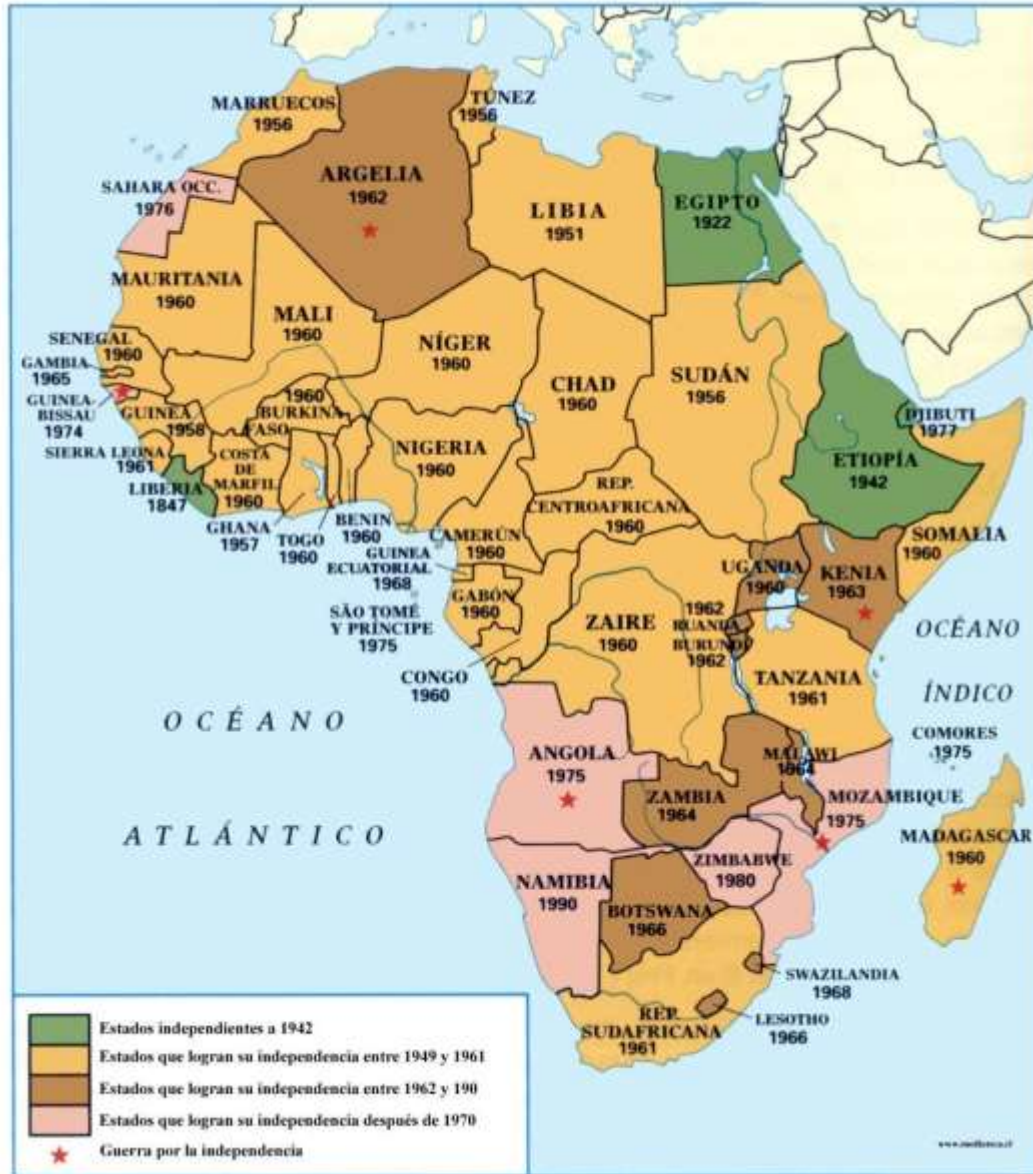 MARRUECOS
1956
TÚNEZ
1956
ARGELIA
1962
SAHARA OCC.
1976
LIBIA
1951
EGIPTO
1922
MAURITANIA
1960
MALI
1960
NÍGER
1960
CHAD
1960
SUDÁN
1956
SENEGAL
1960
GAMBIA
1965
GUINEA-
BISSAU
1974
GUINEA
1958
1960
BURKINA
FASO
NIGERIA
1960
DJIBUTI
1977
ETIOPÍA
1942
SIERRA LEONA
1961
COSTA
DE
MARFIL
1960
LIBERIA
1847
GHANA
1957
TOGO
1960
BENIN
1960
CAMERÚN
1960
REP.
CENTROAFRICANA
1960
SOMALIA
1960
GUINEA
ECUATORIAL
1968
GABÓN
1960
UGANDA
1960
KENIA
1963
SÃO TOMÉ
Y PRÍNCIPE
1975
ZAIRE
1960
1962
RUANDA
BURUNDI
1962
CONGO
1960
TANZANIA
1961
OCÉANO
ÍNDICO
OCÉANO
ATLÁNTICO
COMORES
1975
ANGOLA
1975
MALAWI
1964
ZAMBIA
1964
MOZAMBIQUE
1975
MADAGASCAR
1960
ZIMBABWE
1980
NAMIBIA
1990
BOTSWANA
1966
SWAZILANDIA
1968
REP.
SUDAFRICANA
1961
LESOTHO
1966
Estados independientes a 1942
Estados que logran su independencia entre 1949 y 1961
Estados que logran su independencia entre 1962 y 190
Estados que logran su independencia después de 1970
Guerra por la independencia